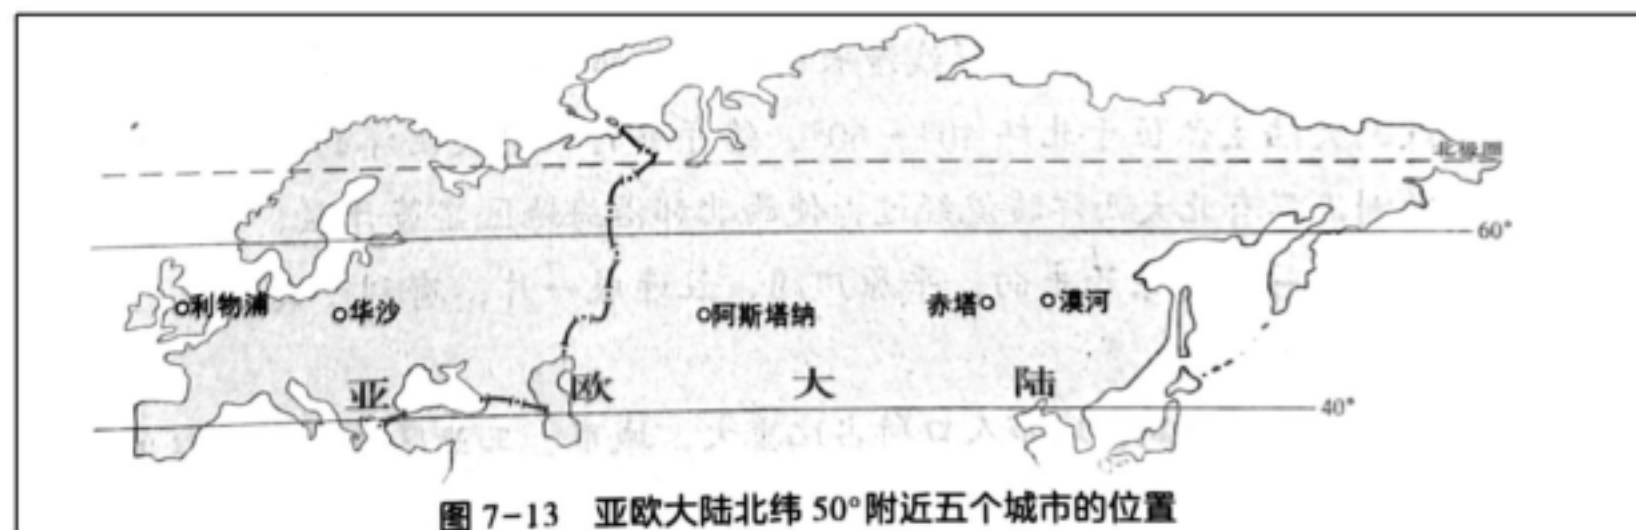 北极圈
60°
利物浦
华沙
阿斯塔纳
赤塔
漠河
亚 欧 大 陆
40°
图 7-13 亚欧大陆北纬 50°附近五个城市的位置